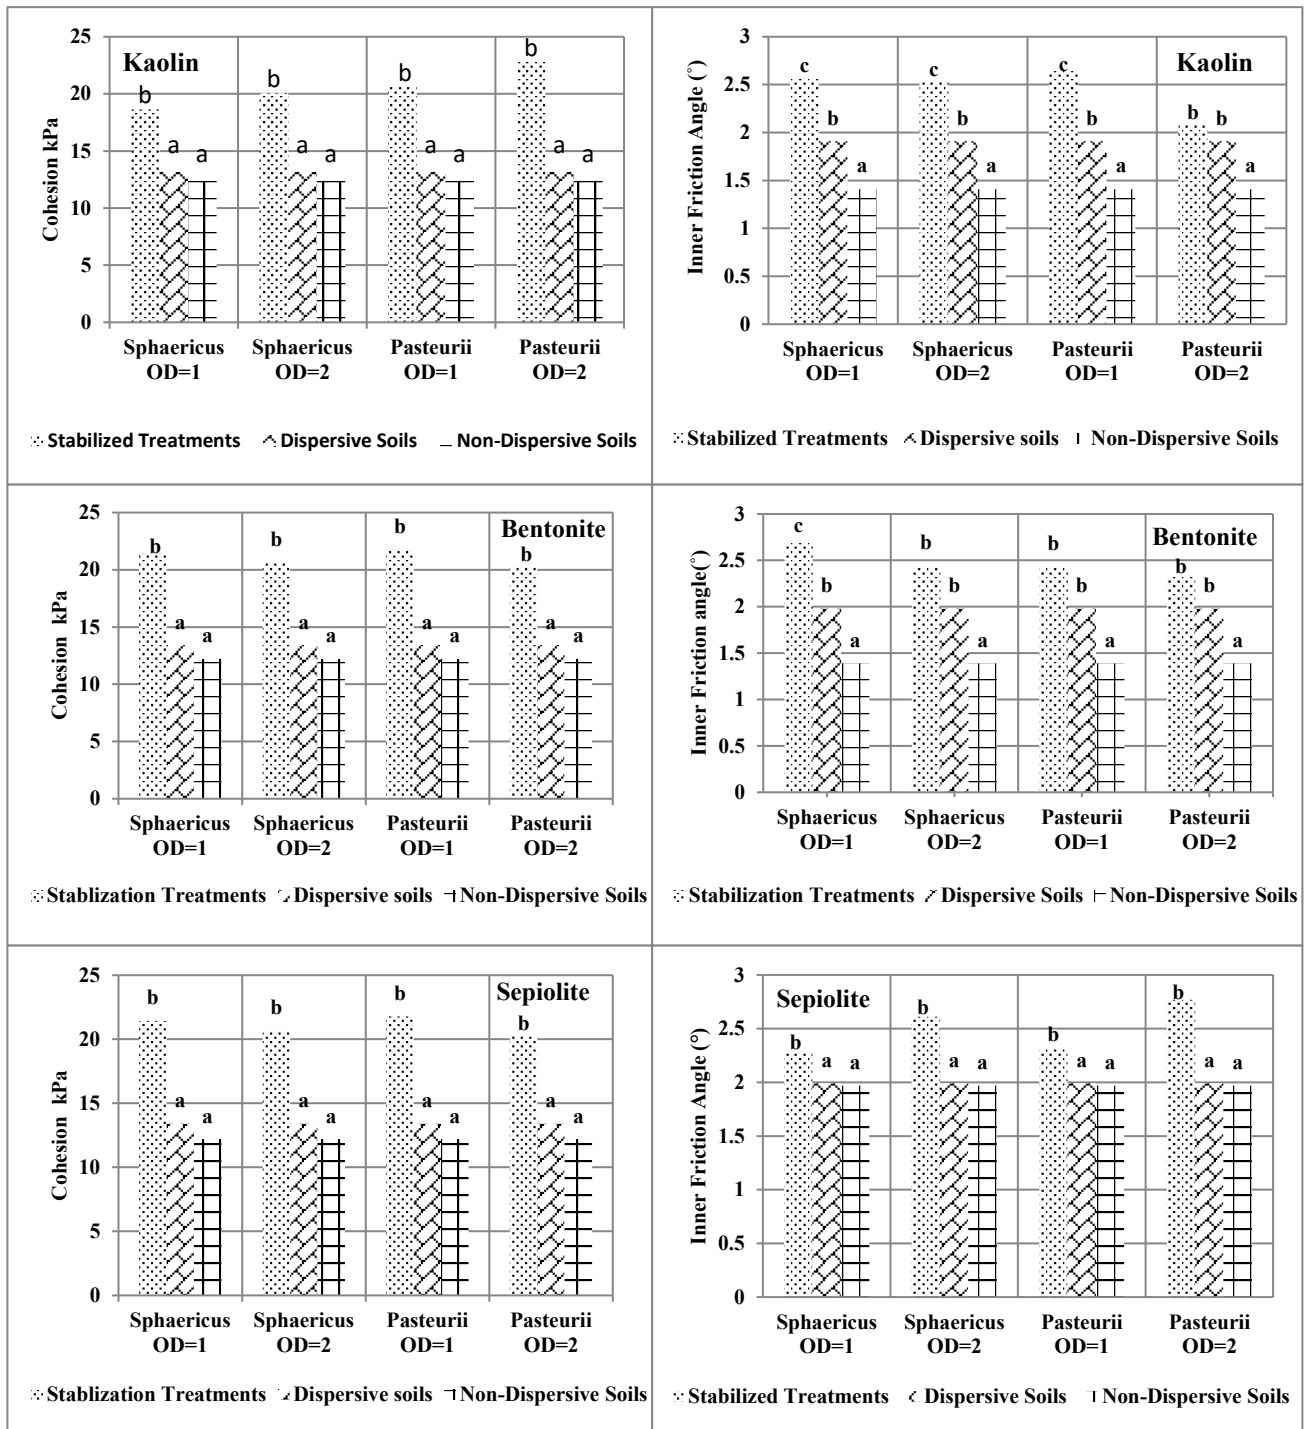 Kaolin
Cohesion kPa
25
20
15
10
5
0
b a a b a a b a a b a a
Sphaericus OD=1
Sphaericus OD=2
Pasteurii OD=1
Pasteurii OD=2
Stabilized Treatments Dispersive Soils Non-Dispersive Soils
Kaolin
Inner Friction Angle (°)
3
2.5
2
1.5
1
0.5
0
c b a c b a c b a b b a
Sphaericus OD=1
Sphaericus OD=2
Pasteurii OD=1
Pasteurii OD=2
Stabilized Treatments Dispersive soils Non-Dispersive Soils
Bentonite
Cohesion kPa
25
20
15
10
5
0
b a a b a a b a a b a a
Sphaericus OD=1
Sphaericus OD=2
Pasteurii OD=1
Pasteurii OD=2
Stablization Treatments Dispersive soils Non-Dispersive Soils
Bentonite
Inner Friction angle(°)
3
2.5
2
1.5
1
0.5
0
c b a b b a b b a b b a
Sphaericus OD=1
Sphaericus OD=2
Pasteurii OD=1
Pasteurii OD=2
Stabilization Treatments Dispersive Soils Non-Dispersive Soils
Sepiolite
Cohesion kPa
25
20
15
10
5
0
b a a b a a b a a b a a
Sphaericus OD=1
Sphaericus OD=2
Pasteurii OD=1
Pasteurii OD=2
Stablization Treatments Dispersive soils Non-Dispersive Soils
Sepiolite
Inner Friction Angle (°)
3
2.5
2
1.5
1
0.5
0
b a a b a a b a a b a a
Sphaericus OD=1
Sphaericus OD=2
Pasteurii OD=1
Pasteurii OD=2
Stabilized Treatments Dispersive Soils Non-Dispersive Soils